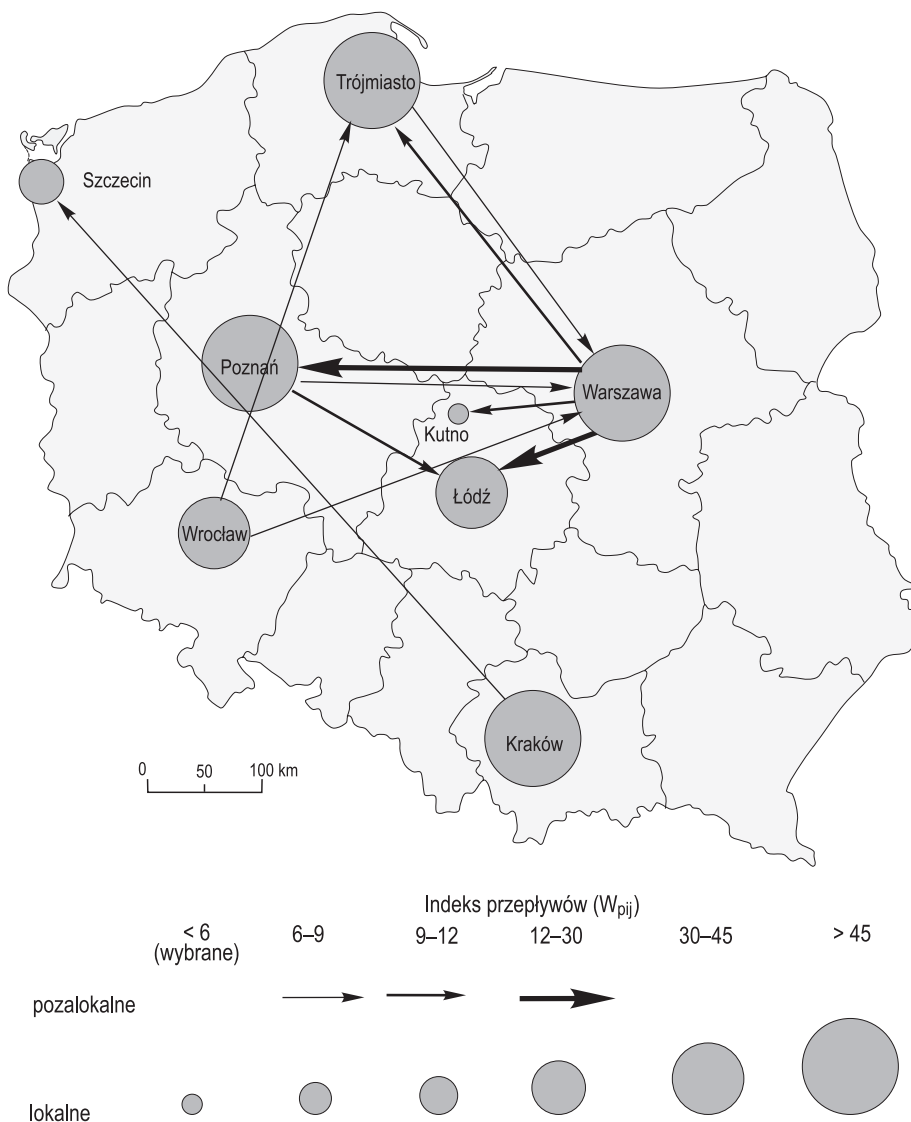 Trójmiasto
Szczecin
Poznań
Warszawa
Kutno
Łódź
Wrocław
Kraków
0 50 100 km
Indeks przepływów (Wpij)
< 6 6–9 9–12 12–30 30–45 > 45
(wybrane)
pozalokalne
lokalne